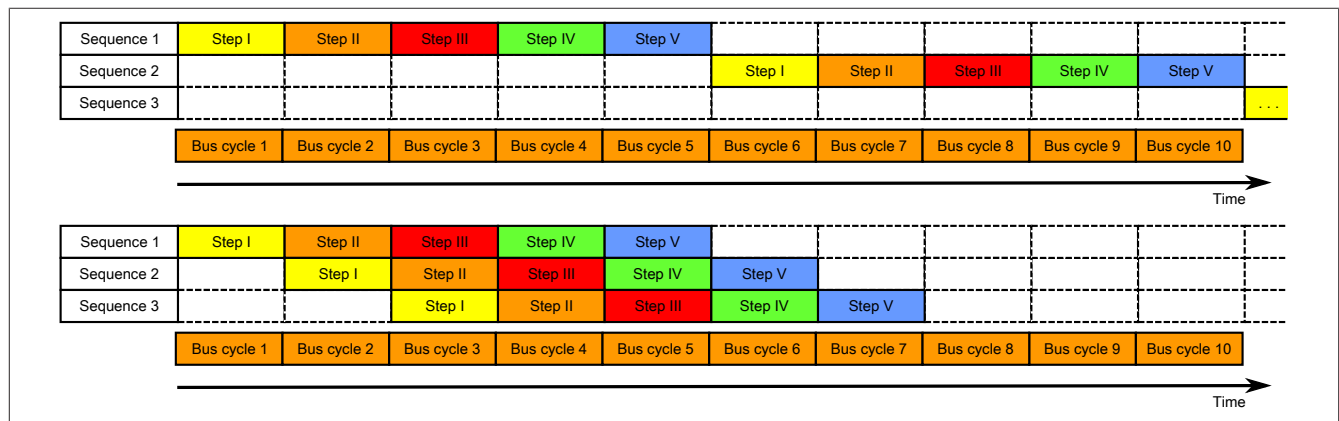 Sequence 1 Step I Step II Step III Step IV Step V
Sequence 2 Step I Step II Step III Step IV Step V
Sequence 3 . . .
Bus cycle 1 Bus cycle 2 Bus cycle 3 Bus cycle 4 Bus cycle 5 Bus cycle 6 Bus cycle 7 Bus cycle 8 Bus cycle 9 Bus cycle 10
Time
Sequence 1 Step I Step II Step III Step IV Step V
Sequence 2 Step I Step II Step III Step IV Step V
Sequence 3 Step I Step II Step III Step IV Step V
Bus cycle 1 Bus cycle 2 Bus cycle 3 Bus cycle 4 Bus cycle 5 Bus cycle 6 Bus cycle 7 Bus cycle 8 Bus cycle 9 Bus cycle 10
Time